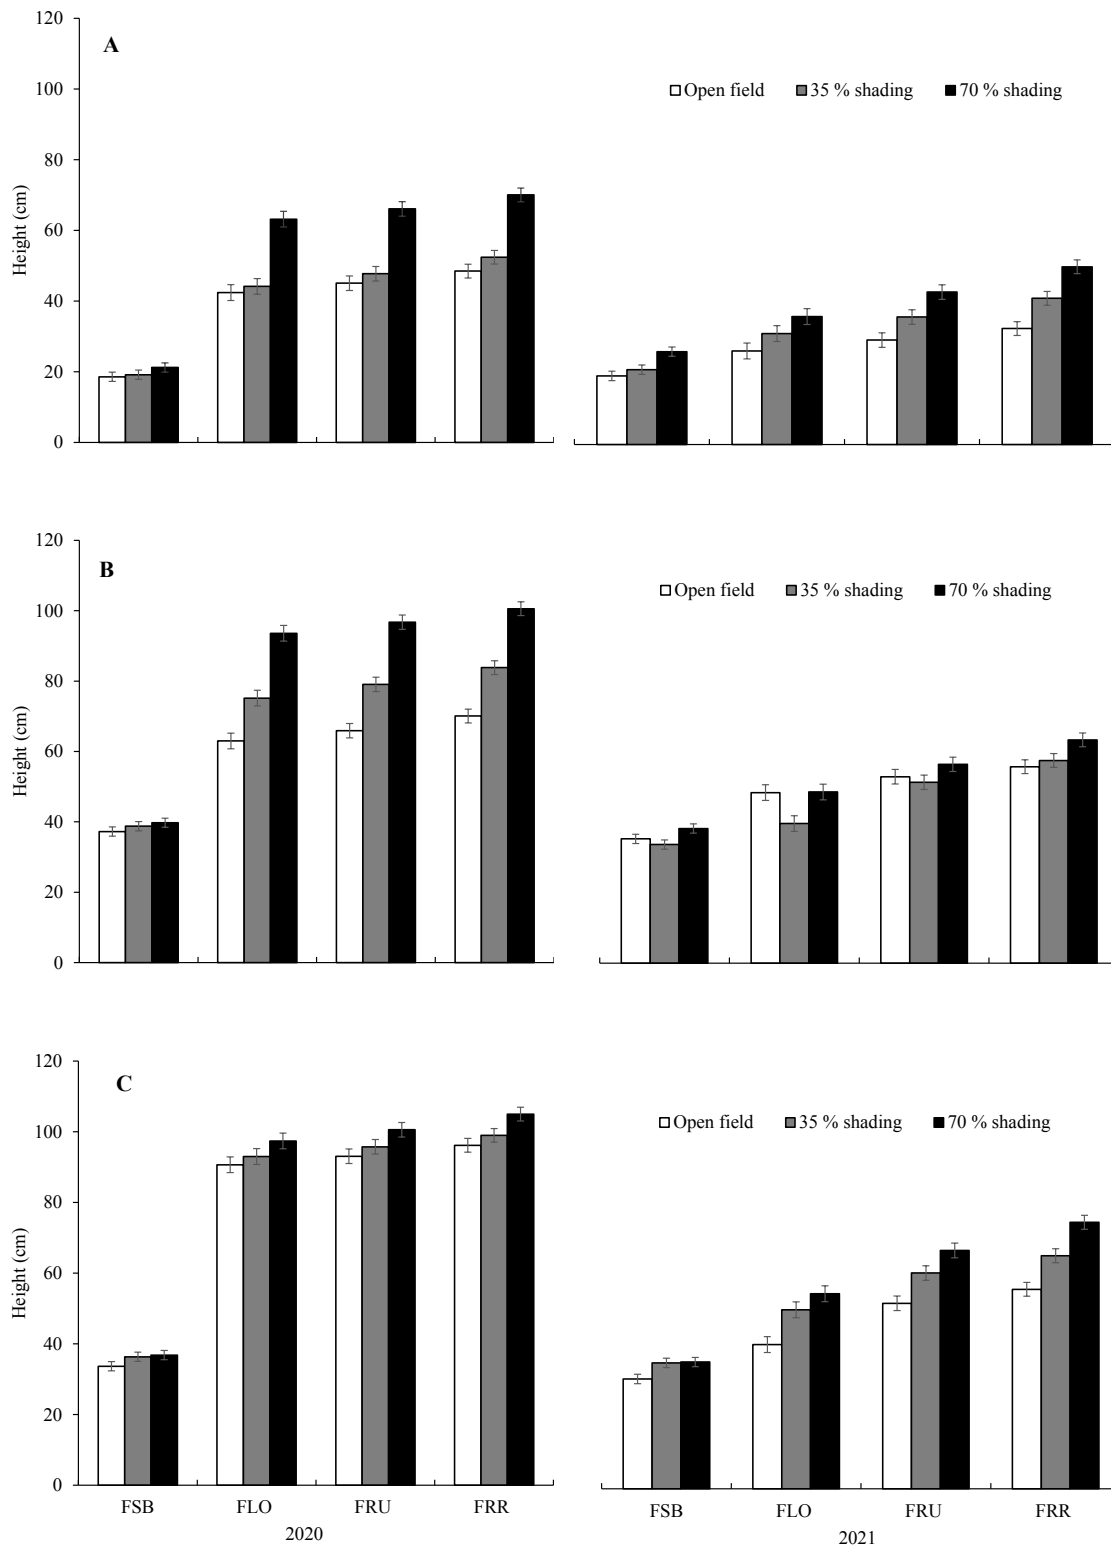 120
A
100
Open field 35 % shading 70 % shading
80
60
40
20
0
Height (cm)
120
B
100
Open field 35 % shading 70 % shading
80
60
40
20
0
Height (cm)
120
C
100
Open field 35 % shading 70 % shading
80
60
40
20
0
Height (cm)
FSB FLO FRU FRR
2020
FSB FLO FRU FRR
2021